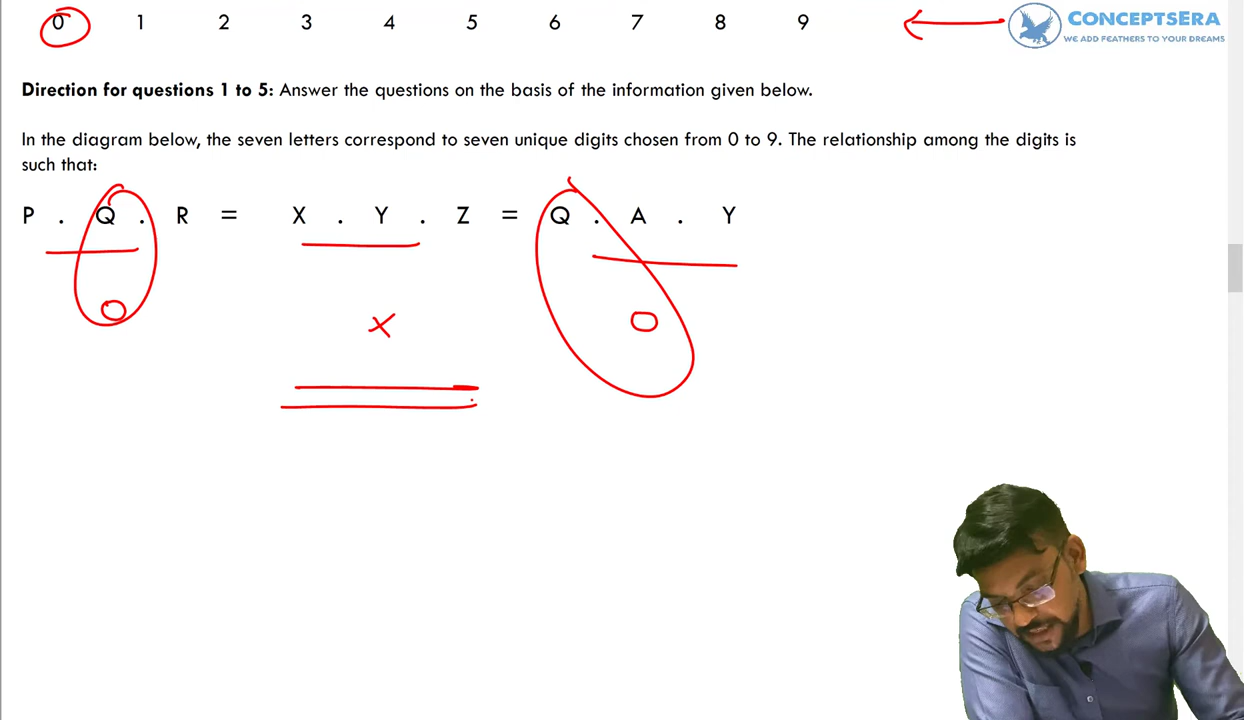 0 1 2 3 4 5 6 7 8 9
CONCEPTSERA
WE ADD FEATHERS TO YOUR DREAMS
Direction for questions 1 to 5: Answer the questions on the basis of the information given below.
In the diagram below, the seven letters correspond to seven unique digits chosen from 0 to 9. The relationship among the digits is
such that:
P . Q . R = X . Y . Z = Q . A . Y
0 x 0